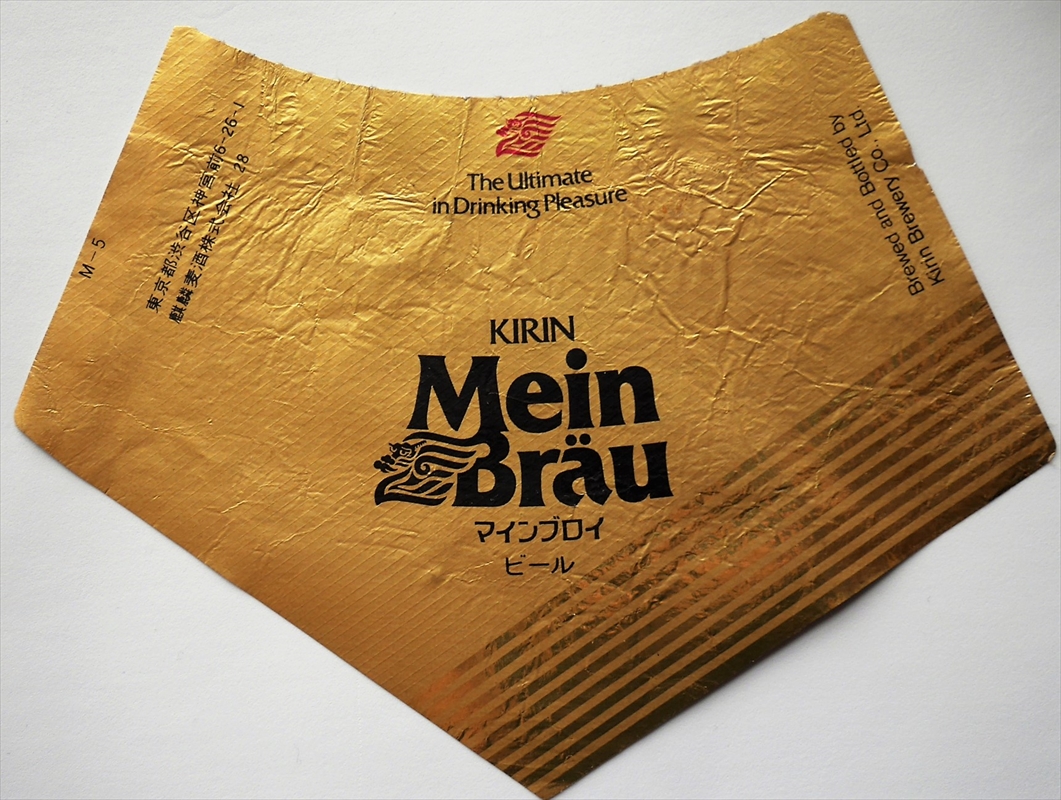 The Ultimate
in Drinking Pleasure
KIRIN
Mein
Bräu
マインブロイ
ビール
M-5
東京都渋谷区神宮前6-26-1
麒麟麦酒株式会社 28
Brewed and Bottled by
Kirin Brewery Co., Ltd